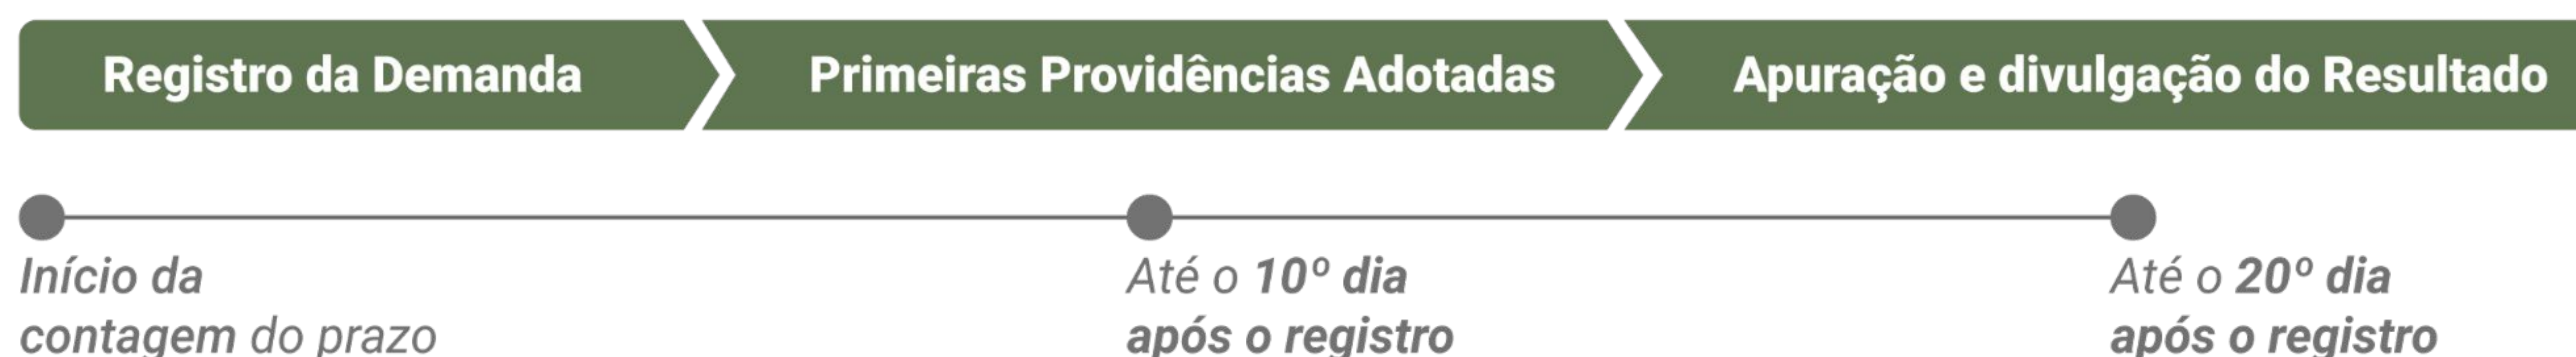 Registro da Demanda
Primeiras Providências Adotadas
Apuração e divulgação do Resultado
Início da
contagem do prazo
Até o 10º dia
após o registro
Até o 20º dia
após o registro